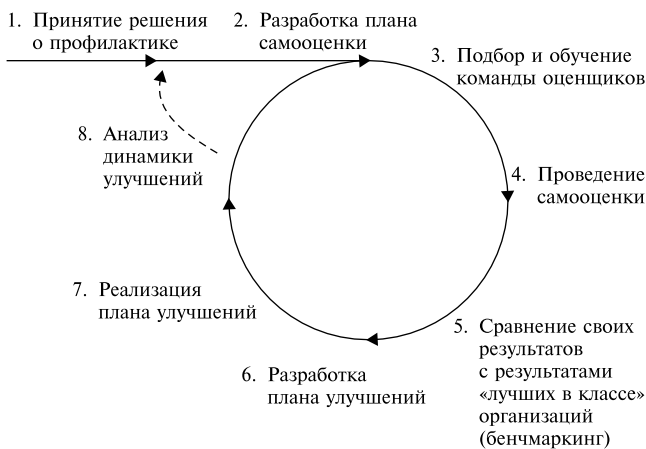 1. Принятие решения
о профилактике
2. Разработка плана
самооценки
3. Подбор и обучение
команды оценщиков
4. Проведение
самооценки
5. Сравнение своих
результатов
с результатами
«лучших в классе»
организаций
(бенчмаркинг)
6. Разработка
плана улучшений
7. Реализация
плана улучшений
8. Анализ
динамики
улучшений